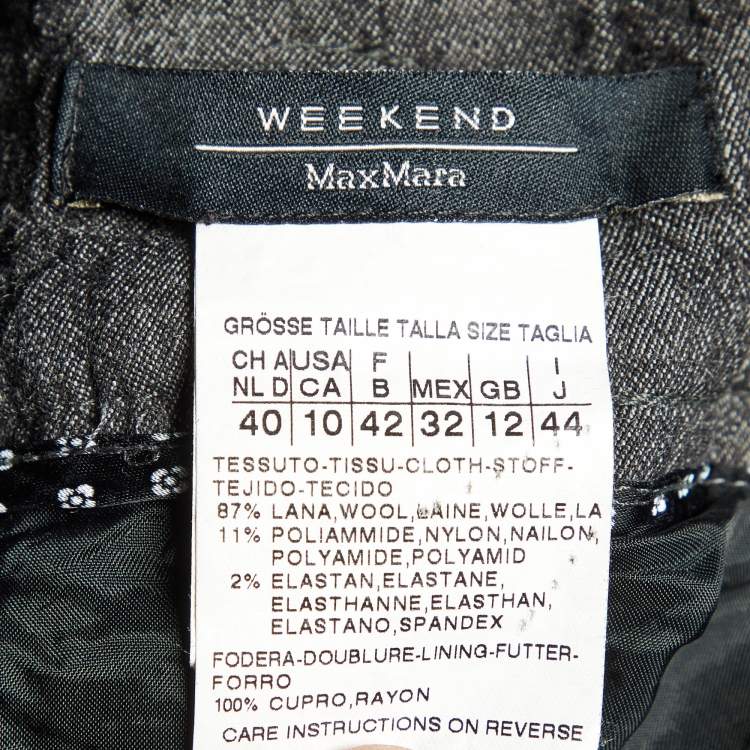 WEEKEND
MaxMara
GRÖSSE TAILLE TALLA SIZE TAGLIA
CH A USA F I
NL D CA B MEX GB J
40 10 42 32 12 44
TESSUTO-TISSU-CLOTH-STOFF-
TEJIDO-TECIDO
87% LANA,WOOL,LAINE,WOLLE,LA
11% POLIAMMIDE,NYLON,NAILON,
POLYAMIDE,POLYAMID
2% ELASTAN,ELASTANE,
ELASTHANNE,ELASTHAN,
ELASTANO,SPANDEX
FODERA-DOUBLURE-LINING-FUTTER-
FORRO
100% CUPRO,RAYON
CARE INSTRUCTIONS ON REVERSE